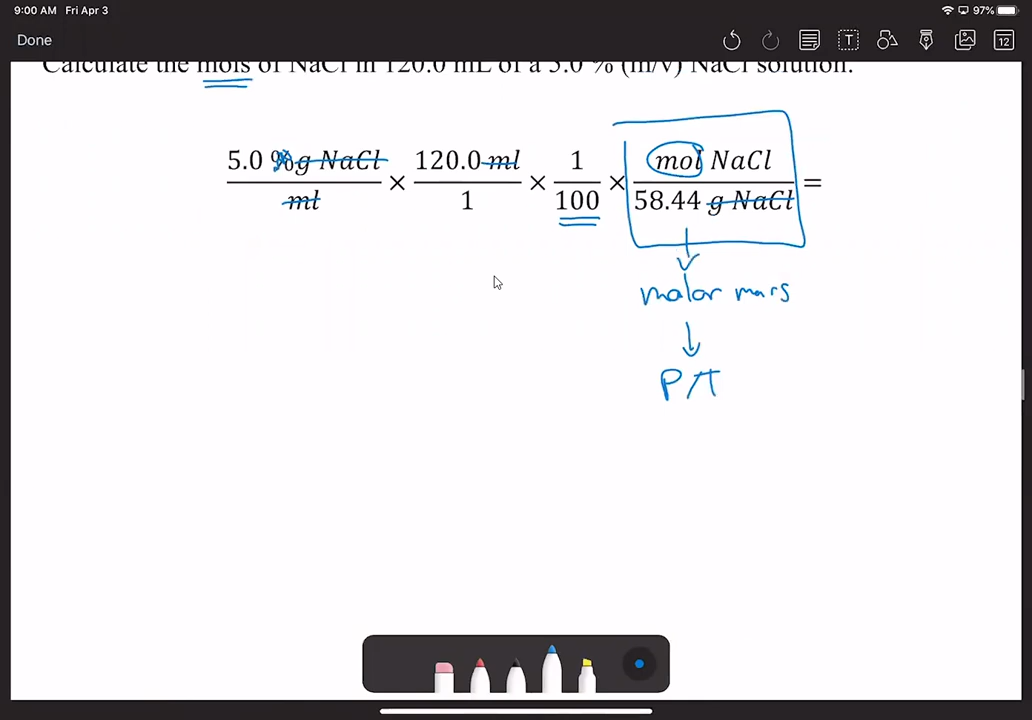 9:00 AM Fri Apr 3
97%
Done
12
Calculate the mols of NaCl in 120.0 mL of a 5.0 % (m/v) NaCl solution.
5.0 % g NaCl / ml × 120.0 ml / 1 × 1 / 100 × mol NaCl / 58.44 g NaCl =
molar mass
P/T